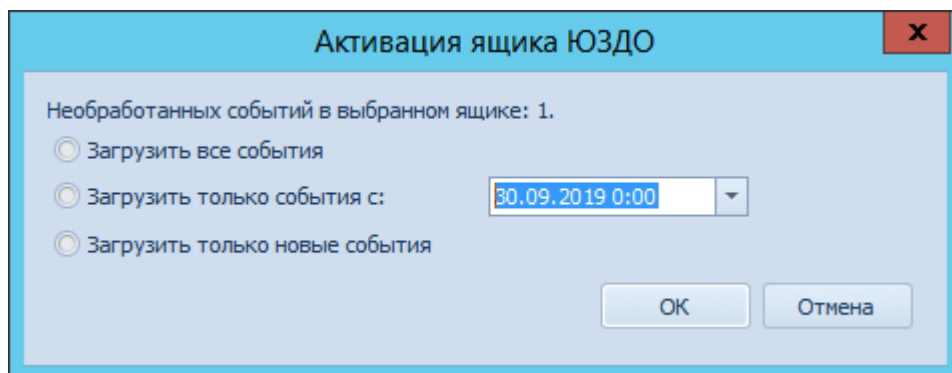 Активация ящика ЮЗДО
x
Необработанных событий в выбранном ящике: 1.
Загрузить все события
Загрузить только события с: 30.09.2019 0:00
Загрузить только новые события
ОК Отмена